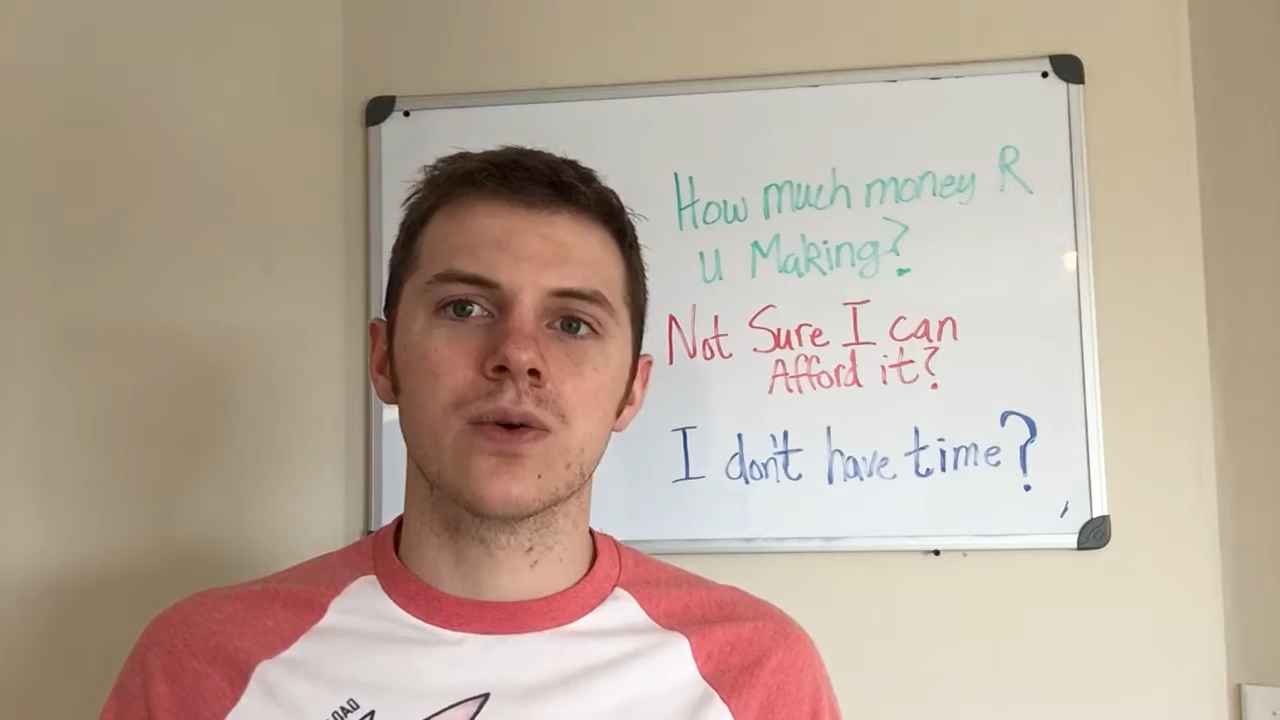 How much money R
u Making?
Not Sure I can
Afford it?
I don't have time?